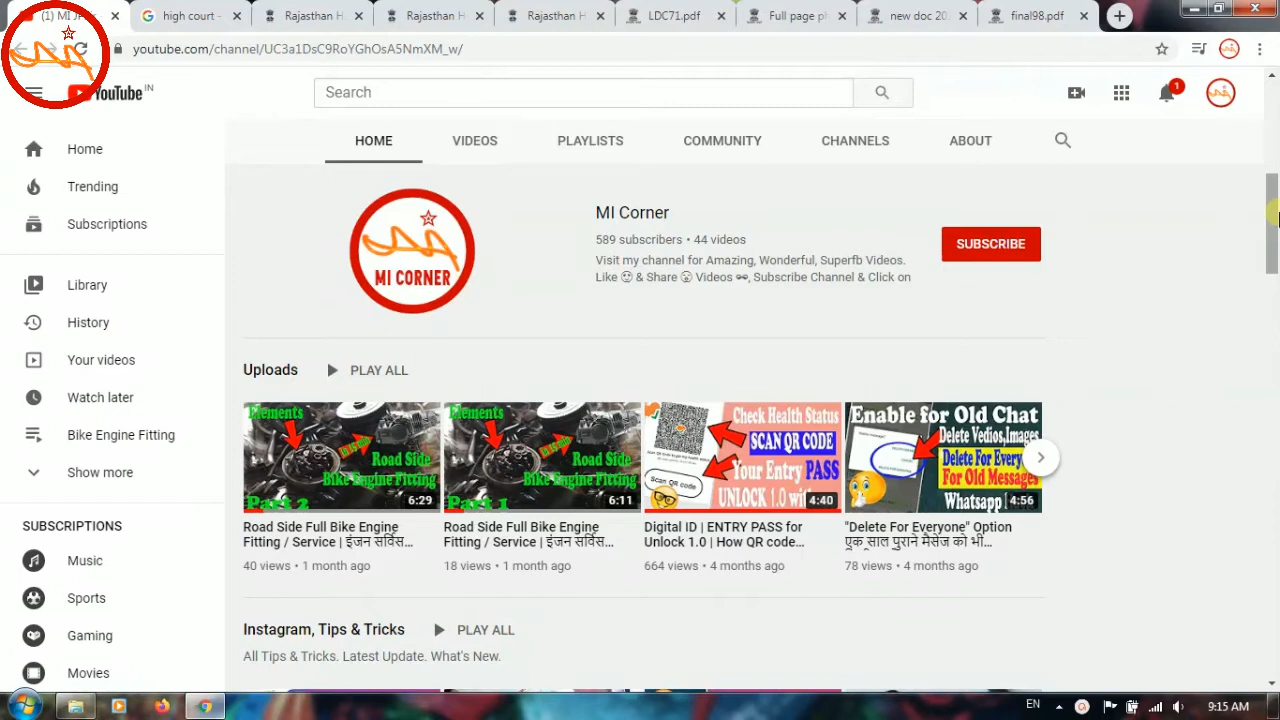 (1) MI J
high court -
Rajasthan H
Rajasthan H
Rajasthan H
LDC71.pdf
Full page pl
new doc 202
final98.pdf
youtube.com/channel/UC3a1DsC9RoYGhOsA5NmXM_w/
YouTube IN
Search
1
Home
Trending
Subscriptions
Library
History
Your videos
Watch later
Bike Engine Fitting
Show more
SUBSCRIPTIONS
Music
Sports
Gaming
Movies
HOME VIDEOS PLAYLISTS COMMUNITY CHANNELS ABOUT
MI CORNER
MI Corner
589 subscribers • 44 videos
Visit my channel for Amazing, Wonderful, Superfb Videos.
Like & Share Videos, Subscribe Channel & Click on
SUBSCRIBE
Uploads PLAY ALL
Elements
Road Side
Bike Engine Fitting
Part 2
6:29
Road Side Full Bike Engine
Fitting / Service | इंजन सर्विस...
40 views • 1 month ago
Elements
Road Side
Bike Engine Fitting
Part 1
6:11
Road Side Full Bike Engine
Fitting / Service | इंजन सर्विस...
18 views • 1 month ago
Check Health Status
SCAN QR CODE
Your Entry PASS
Scan QR code
UNLOCK 1.0
4:40
Digital ID | ENTRY PASS for
Unlock 1.0 | How QR code...
664 views • 4 months ago
Enable for Old Chat
Delete Vedios,Images
Delete For Every
For Old Messages
Whatsapp
4:56
"Delete For Everyone" Option
एक साल पुराने मैसेज को भी...
78 views • 4 months ago
Instagram, Tips & Tricks PLAY ALL
All Tips & Tricks. Latest Update. What's New.
EN
9:15 AM